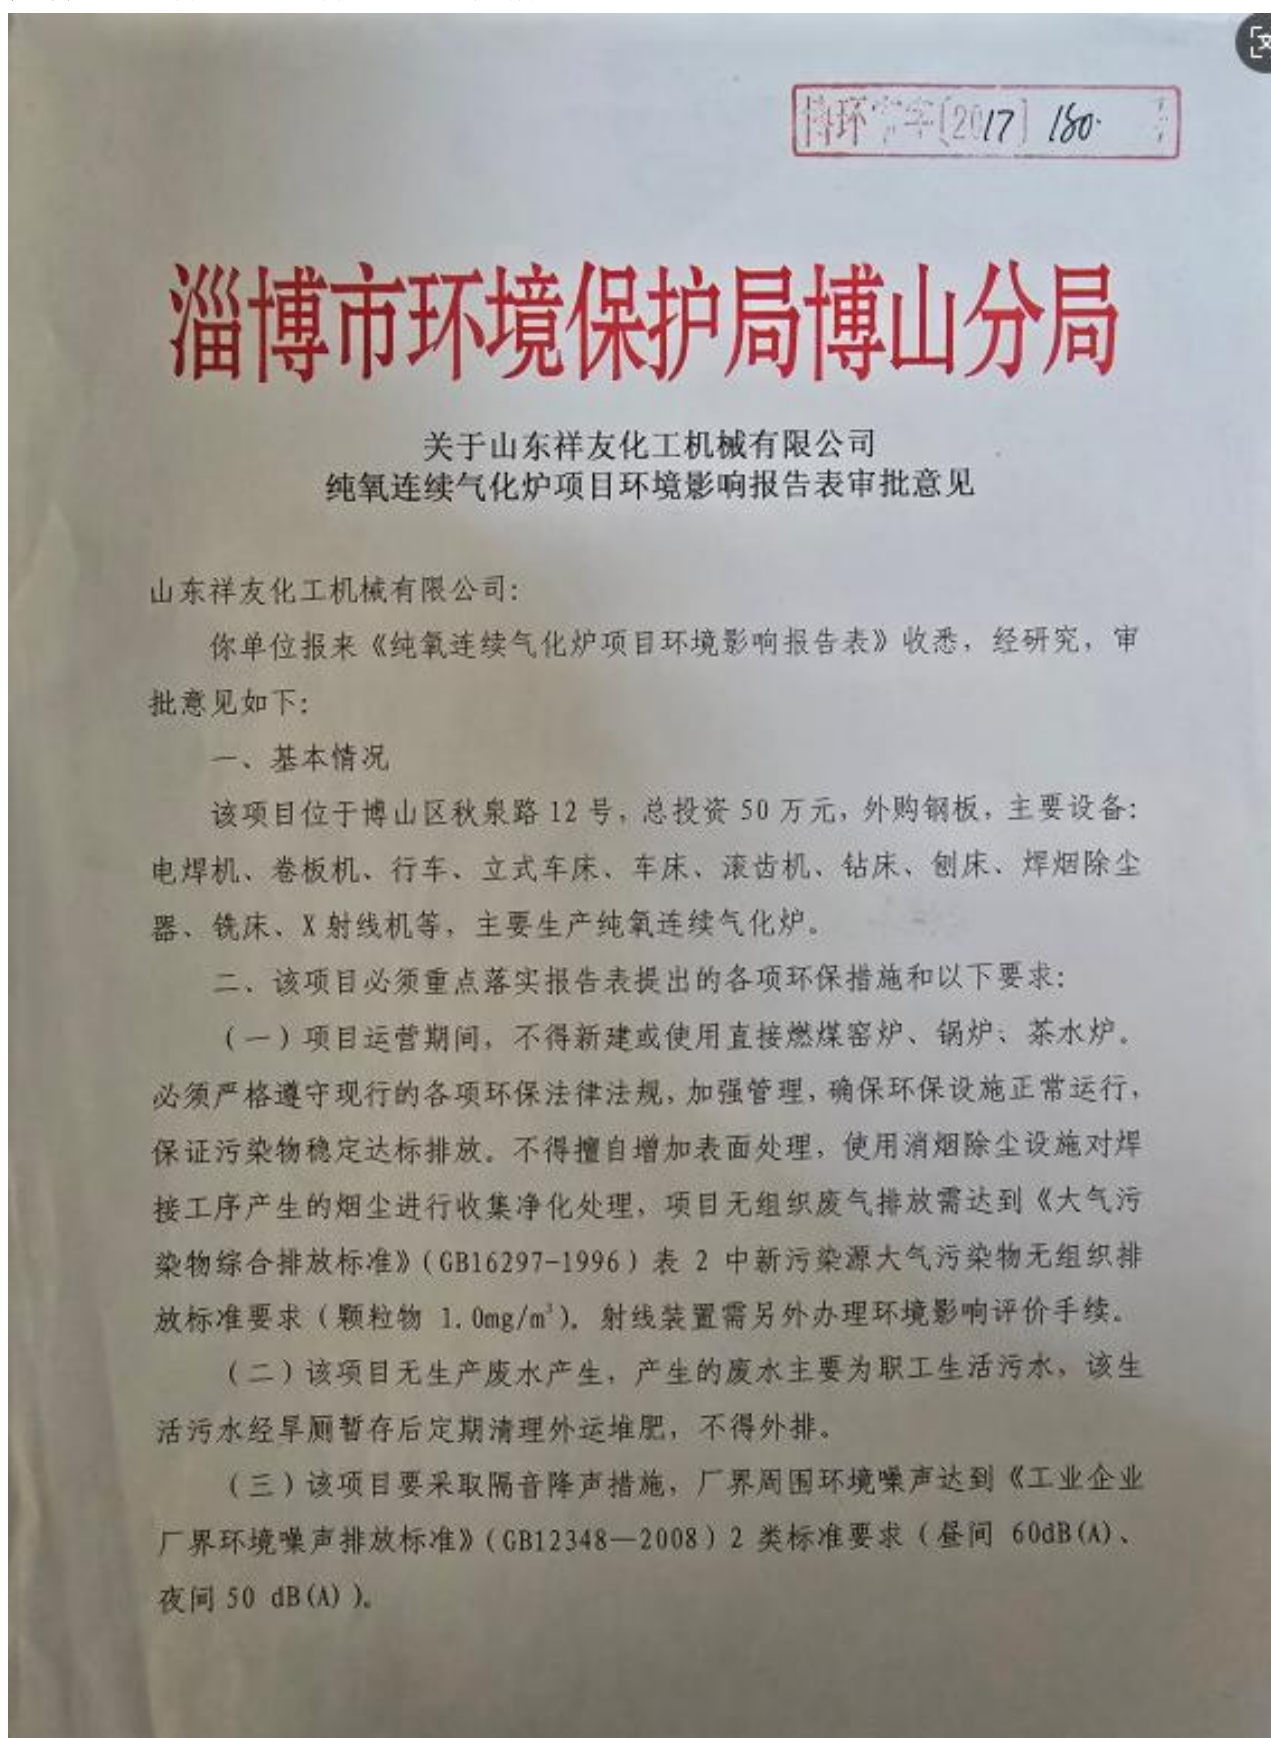 博环审字[2017] 180
淄博市环境保护局博山分局
关于山东祥友化工机械有限公司
纯氧连续气化炉项目环境影响报告表审批意见
山东祥友化工机械有限公司：
你单位报来《纯氧连续气化炉项目环境影响报告表》收悉，经研究，审
批意见如下：
一、基本情况
该项目位于博山区秋泉路 12 号，总投资 50 万元，外购钢板，主要设备：
电焊机、卷板机、行车、立式车床、车床、滚齿机、钻床、刨床、焊烟除尘
器、铣床、X 射线机等，主要生产纯氧连续气化炉。
二、该项目必须重点落实报告表提出的各项环保措施和以下要求：
（一）项目运营期间，不得新建或使用直接燃煤窑炉、锅炉、茶水炉。
必须严格遵守现行的各项环保法律法规，加强管理，确保环保设施正常运行，
保证污染物稳定达标排放。不得擅自增加表面处理，使用消烟除尘设施对焊
接工序产生的烟尘进行收集净化处理，项目无组织废气排放需达到《大气污
染物综合排放标准》（GB16297-1996）表 2 中新污染源大气污染物无组织排
放标准要求（颗粒物 1.0mg/m³）。射线装置需另外办理环境影响评价手续。
（二）该项目无生产废水产生，产生的废水主要为职工生活污水，该生
活污水经旱厕暂存后定期清理外运堆肥，不得外排。
（三）该项目要采取隔音降声措施，厂界周围环境噪声达到《工业企业
厂界环境噪声排放标准》（GB12348—2008）2 类标准要求（昼间 60dB(A)、
夜间 50 dB(A)）。